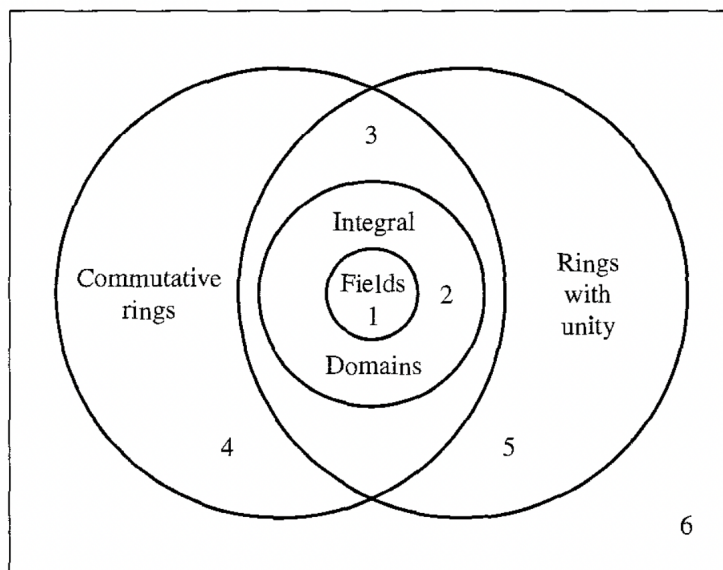 3
Integral
Commutative
rings
Fields
1
2
Rings
with
unity
Domains
4
5
6